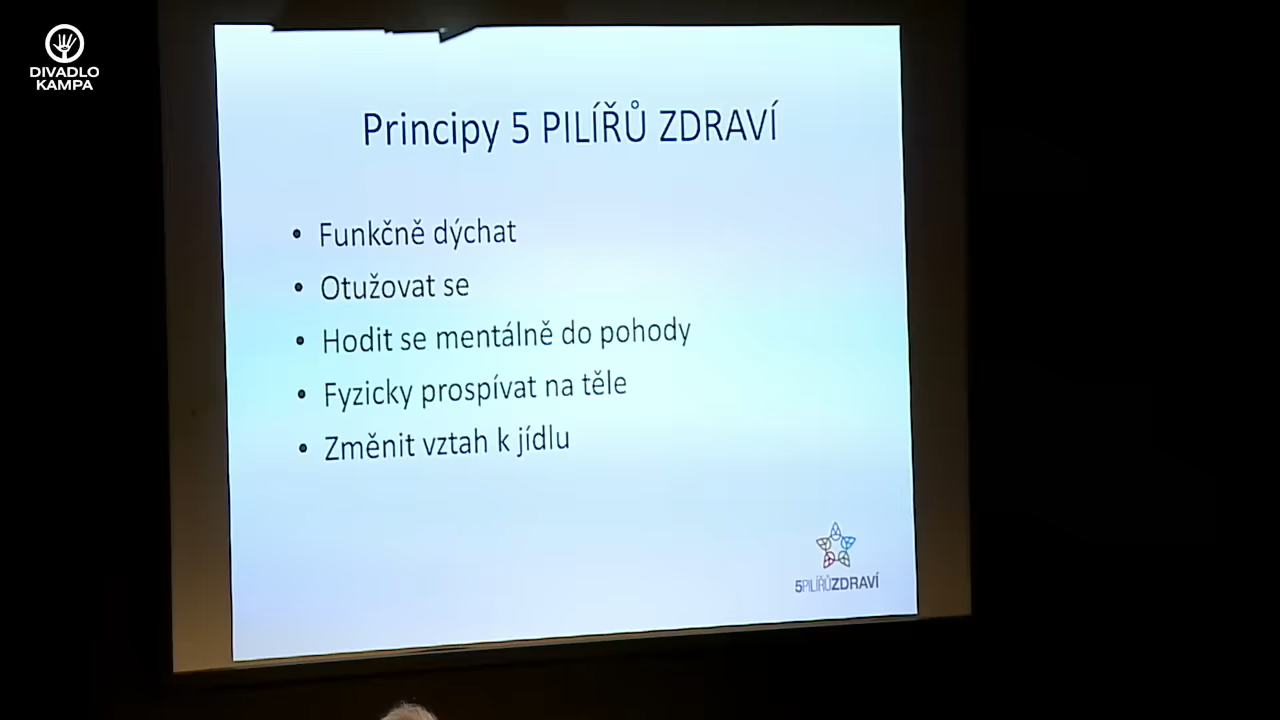 DIVADLO
KAMPA
Principy 5 PILÍŘŮ ZDRAVÍ
• Funkčně dýchat
• Otužovat se
• Hodit se mentálně do pohody
• Fyzicky prospívat na těle
• Změnit vztah k jídlu
5PILÍŘŮZDRAVÍ